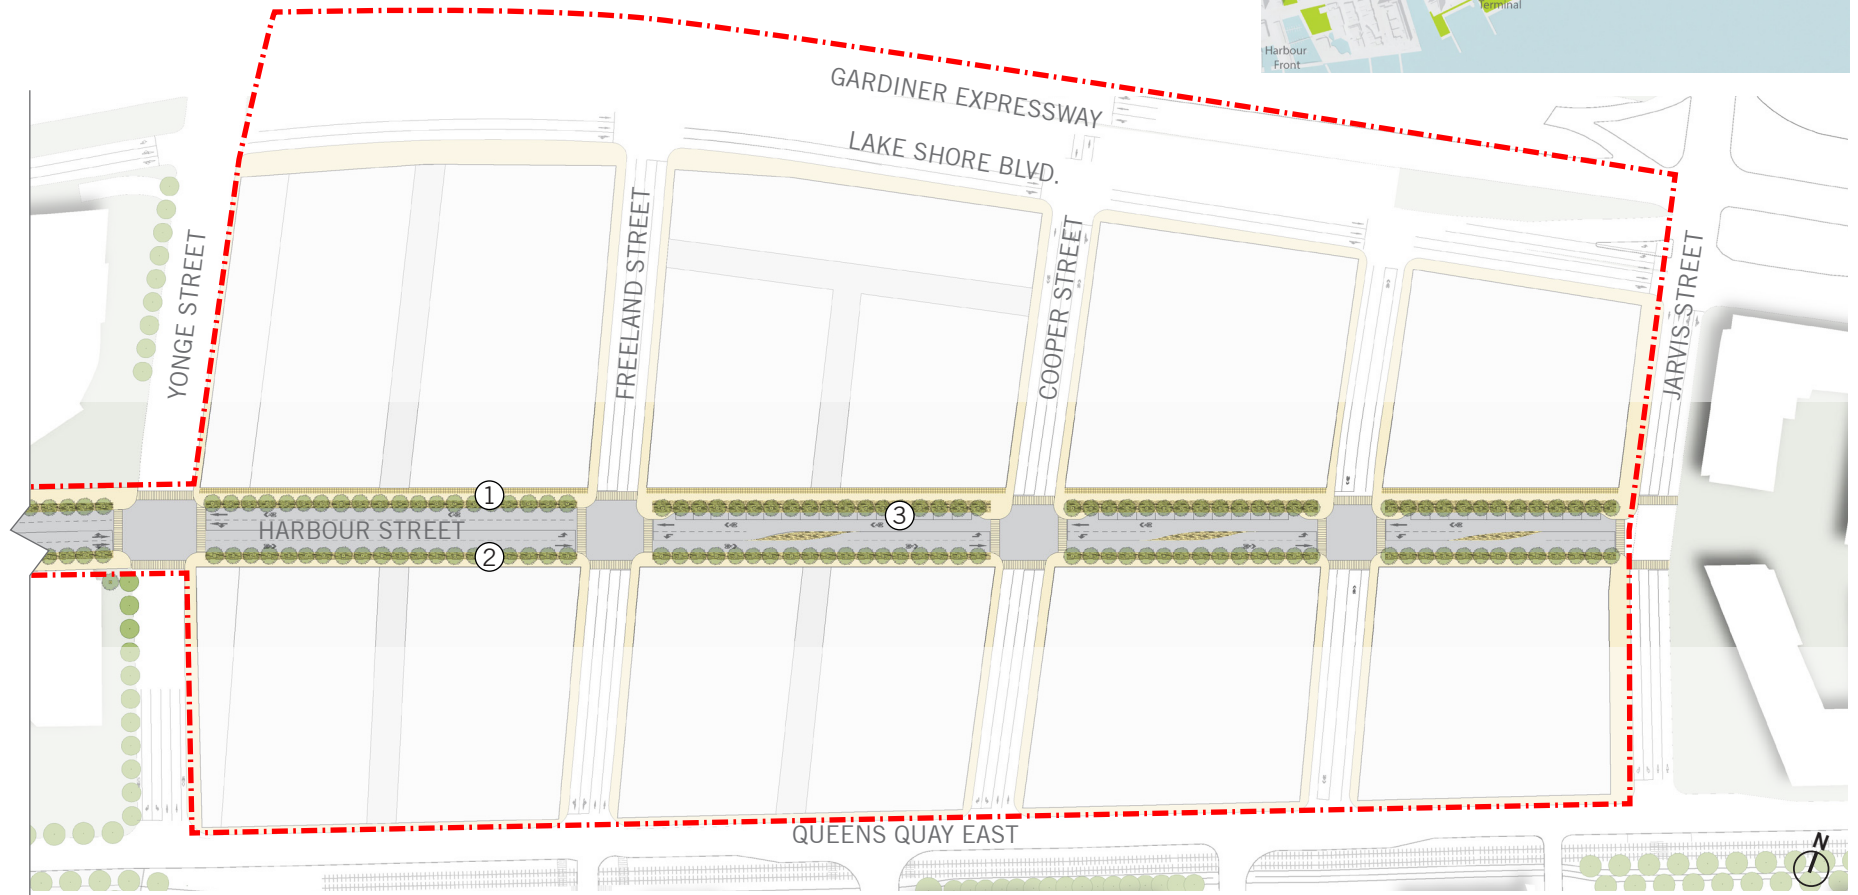 Terminal
Harbour
Front
GARDINER EXPRESSWAY
LAKE SHORE BLVD.
YONGE STREET
FREELAND STREET
COOPER STREET
JARVIS STREET
1
3
HARBOUR STREET
2
QUEENS QUAY EAST
N